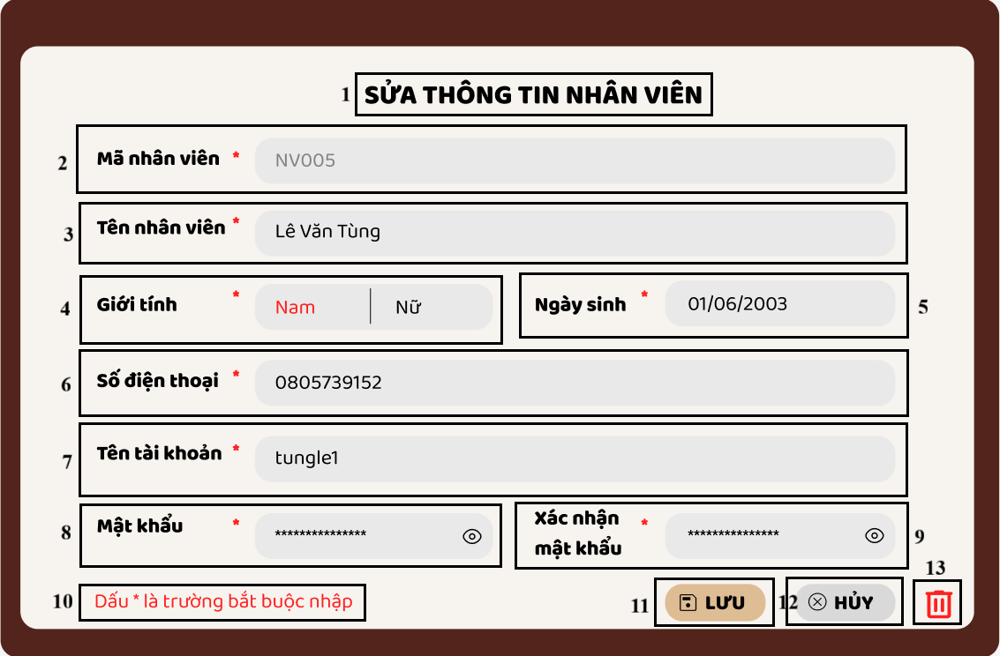 1 SỬA THÔNG TIN NHÂN VIÊN
2 Mã nhân viên * NV005
3 Tên nhân viên * Lê Văn Tùng
4 Giới tính * Nam Nữ Ngày sinh * 01/06/2003 5
6 Số điện thoại * 0805739152
7 Tên tài khoản * tungle1
8 Mật khẩu * *************** Xác nhận mật khẩu * *************** 9
10 Dấu * là trường bắt buộc nhập 11 LƯU 12 HỦY 13